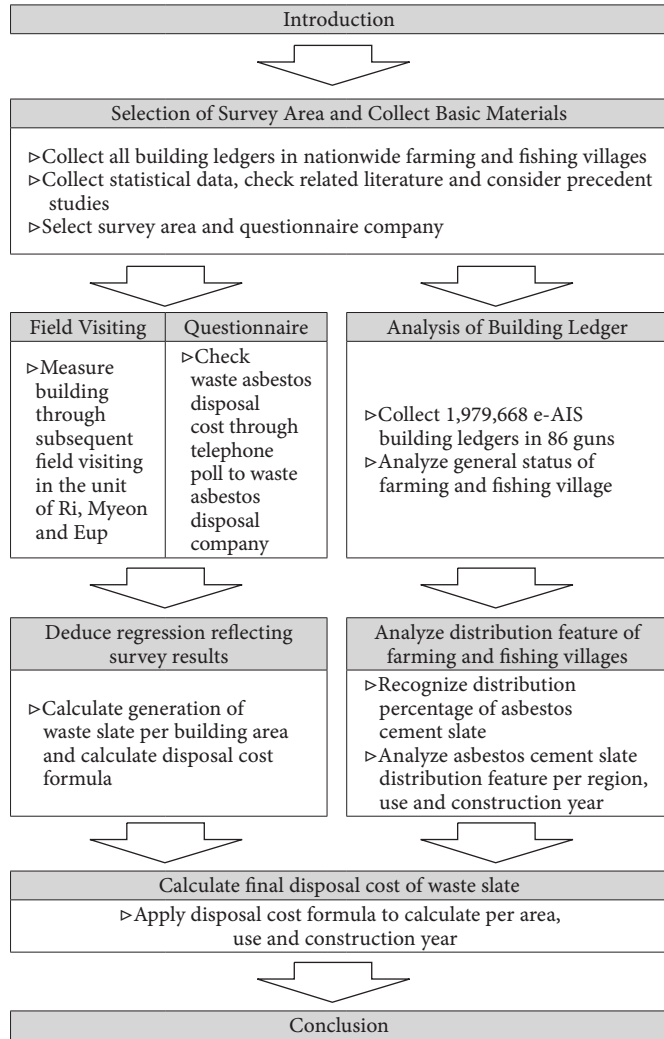 Introduction
Selection of Survey Area and Collect Basic Materials
▹Collect all building ledgers in nationwide farming and fishing villages
▹Collect statistical data, check related literature and consider precedent
studies
▹Select survey area and questionnaire company
Field Visiting
▹Measure
building
through
subsequent
field visiting
in the unit
of Ri, Myeon
and Eup
Questionnaire
▹Check
waste asbestos
disposal
cost through
telephone
poll to waste
asbestos
disposal
company
Analysis of Building Ledger
▹Collect 1,979,668 e-AIS
building ledgers in 86 guns
▹Analyze general status of
farming and fishing village
Deduce regression reflecting
survey results
▹Calculate generation of
waste slate per building area
and calculate disposal cost
formula
Analyze distribution feature of
farming and fishing villages
▹Recognize distribution
percentage of asbestos
cement slate
▹Analyze asbestos cement slate
distribution feature per region,
use and construction year
Calculate final disposal cost of waste slate
▹Apply disposal cost formula to calculate per area,
use and construction year
Conclusion